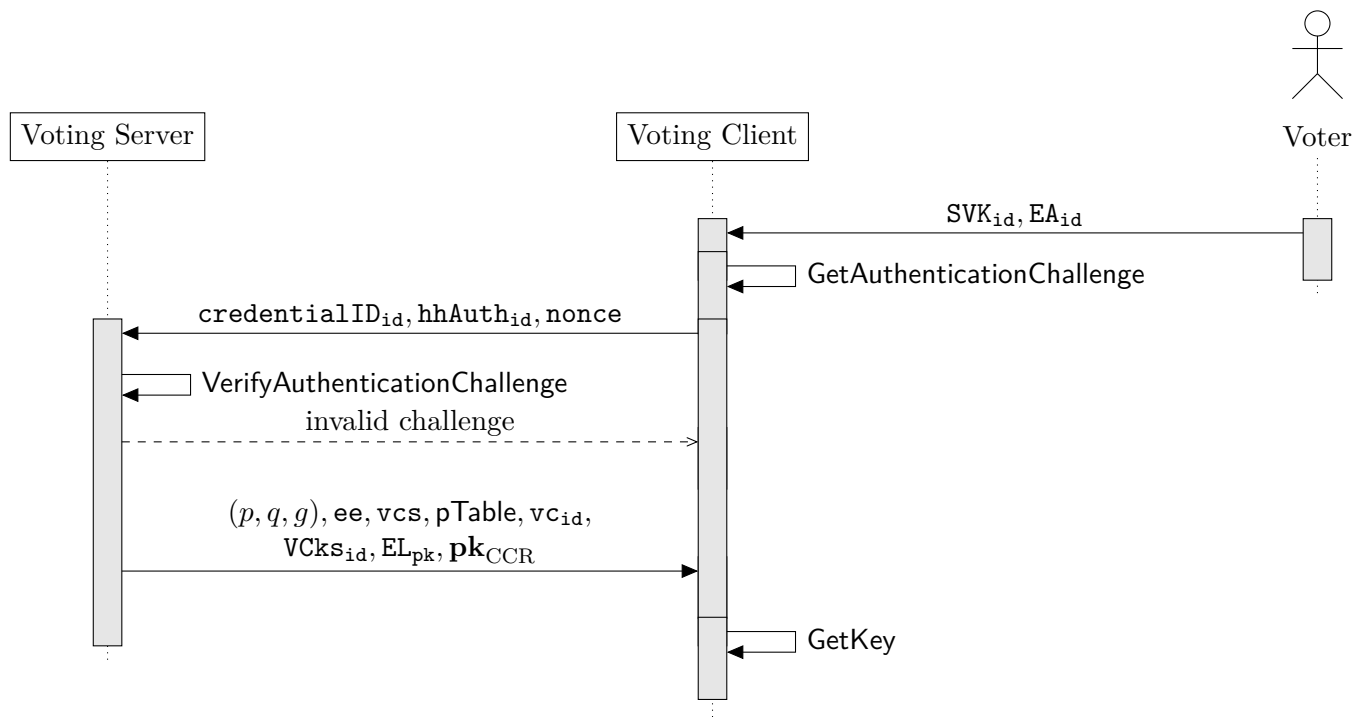 Voting Server
Voting Client
Voter
SVK_id, EA_id
GetAuthenticationChallenge
credentialID_id, hhAuth_id, nonce
VerifyAuthenticationChallenge
invalid challenge
(p, q, g), ee, vcs, pTable, vc_id,
VCks_id, EL_pk, pk_CCR
GetKey